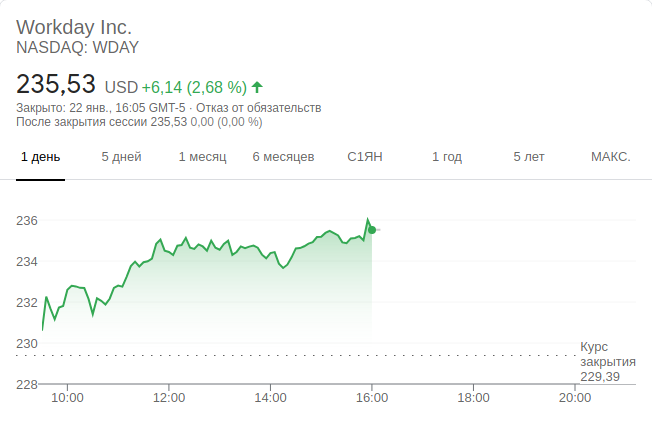 Workday Inc.
NASDAQ: WDAY
235,53 USD +6,14 (2,68 %)
Закрыто: 22 янв., 16:05 GMT-5 · Отказ от обязательств
После закрытия сессии 235,53 0,00 (0,00 %)
1 день 5 дней 1 месяц 6 месяцев С1ЯН 1 год 5 лет МАКС.
236
234
232
230
228
Курс
закрытия
229,39
10:00 12:00 14:00 16:00 18:00 20:00